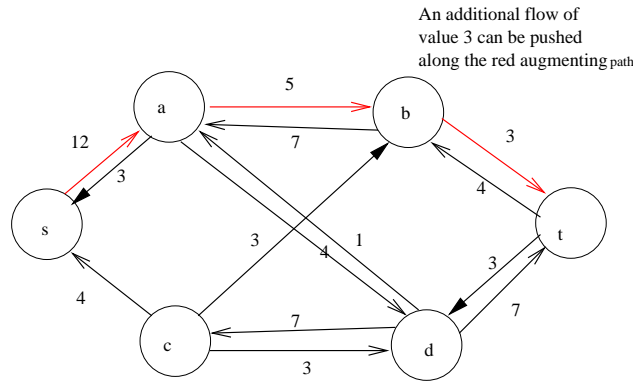 An additional flow of
value 3 can be pushed
along the red augmenting path
5
a
b
12
7
3
3
4
s
3
4
1
t
3
4
7
7
c
d
3